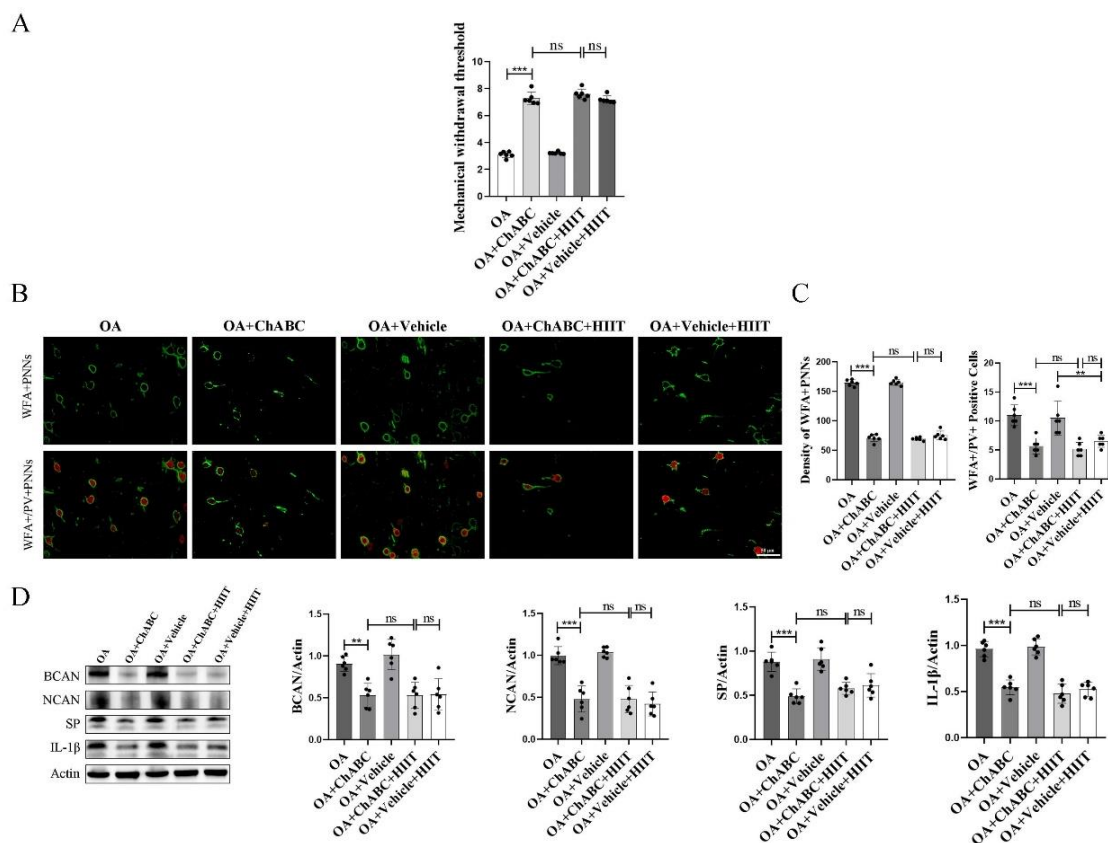 A
Mechanical withdrawal threshold
8
6
4
2
0
***
ns
ns
OA
OA+ChABC
OA+Vehicle
OA+ChABC+HIIT
OA+Vehicle+HIIT
B
OA
OA+ChABC
OA+Vehicle
OA+ChABC+HIIT
OA+Vehicle+HIIT
WFA+PNNs
WFA+/PV+PNNs
50 μm
C
Density of WFA+PNNs
200
150
100
50
0
***
ns
ns
OA
OA+ChABC
OA+Vehicle
OA+ChABC+HIIT
OA+Vehicle+HIIT
WFA+/PV+ Positive Cells
20
15
10
5
0
***
ns
ns
**
OA
OA+ChABC
OA+Vehicle
OA+ChABC+HIIT
OA+Vehicle+HIIT
D
OA
OA+ChABC
OA+Vehicle
OA+ChABC+HIIT
OA+Vehicle+HIIT
BCAN
NCAN
SP
IL-1β
Actin
BCAN/Actin
1.5
1.0
0.5
0.0
**
ns
ns
OA
OA+ChABC
OA+Vehicle
OA+ChABC+HIIT
OA+Vehicle+HIIT
NCAN/Actin
1.5
1.0
0.5
0.0
***
ns
ns
OA
OA+ChABC
OA+Vehicle
OA+ChABC+HIIT
OA+Vehicle+HIIT
SP/Actin
1.5
1.0
0.5
0.0
***
ns
ns
OA
OA+ChABC
OA+Vehicle
OA+ChABC+HIIT
OA+Vehicle+HIIT
IL-1β/Actin
1.5
1.0
0.5
0.0
***
ns
ns
OA
OA+ChABC
OA+Vehicle
OA+ChABC+HIIT
OA+Vehicle+HIIT